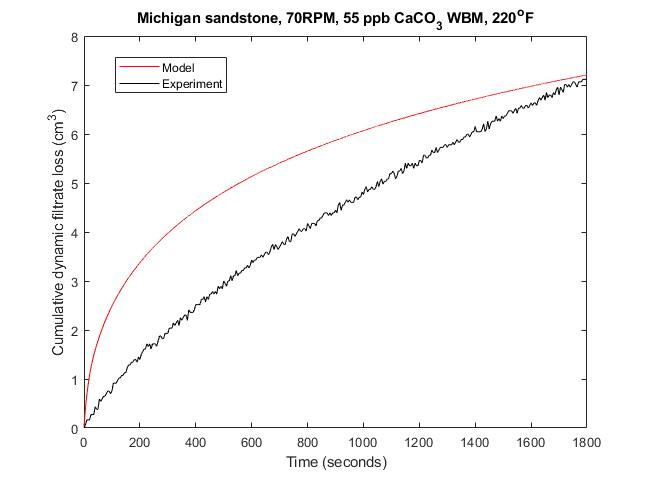 Michigan sandstone, 70RPM, 55 ppb CaCO3 WBM, 220oF
Model
Experiment
Cumulative dynamic filtrate loss (cm3)
8
7
6
5
4
3
2
1
0
0 200 400 600 800 1000 1200 1400 1600 1800
Time (seconds)